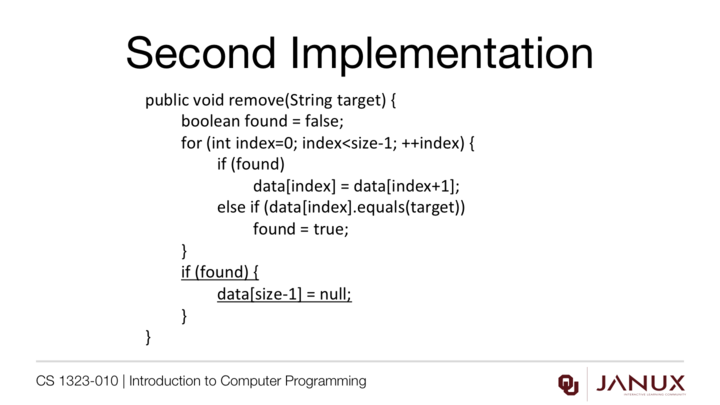 Second Implementation
public void remove(String target) {
boolean found = false;
for (int index=0; index<size-1; ++index) {
if (found)
data[index] = data[index+1];
else if (data[index].equals(target))
found = true;
}
if (found) {
data[size-1] = null;
}
}
CS 1323-010 | Introduction to Computer Programming
JANUX
INTERACTIVE LEARNING COMMUNITY